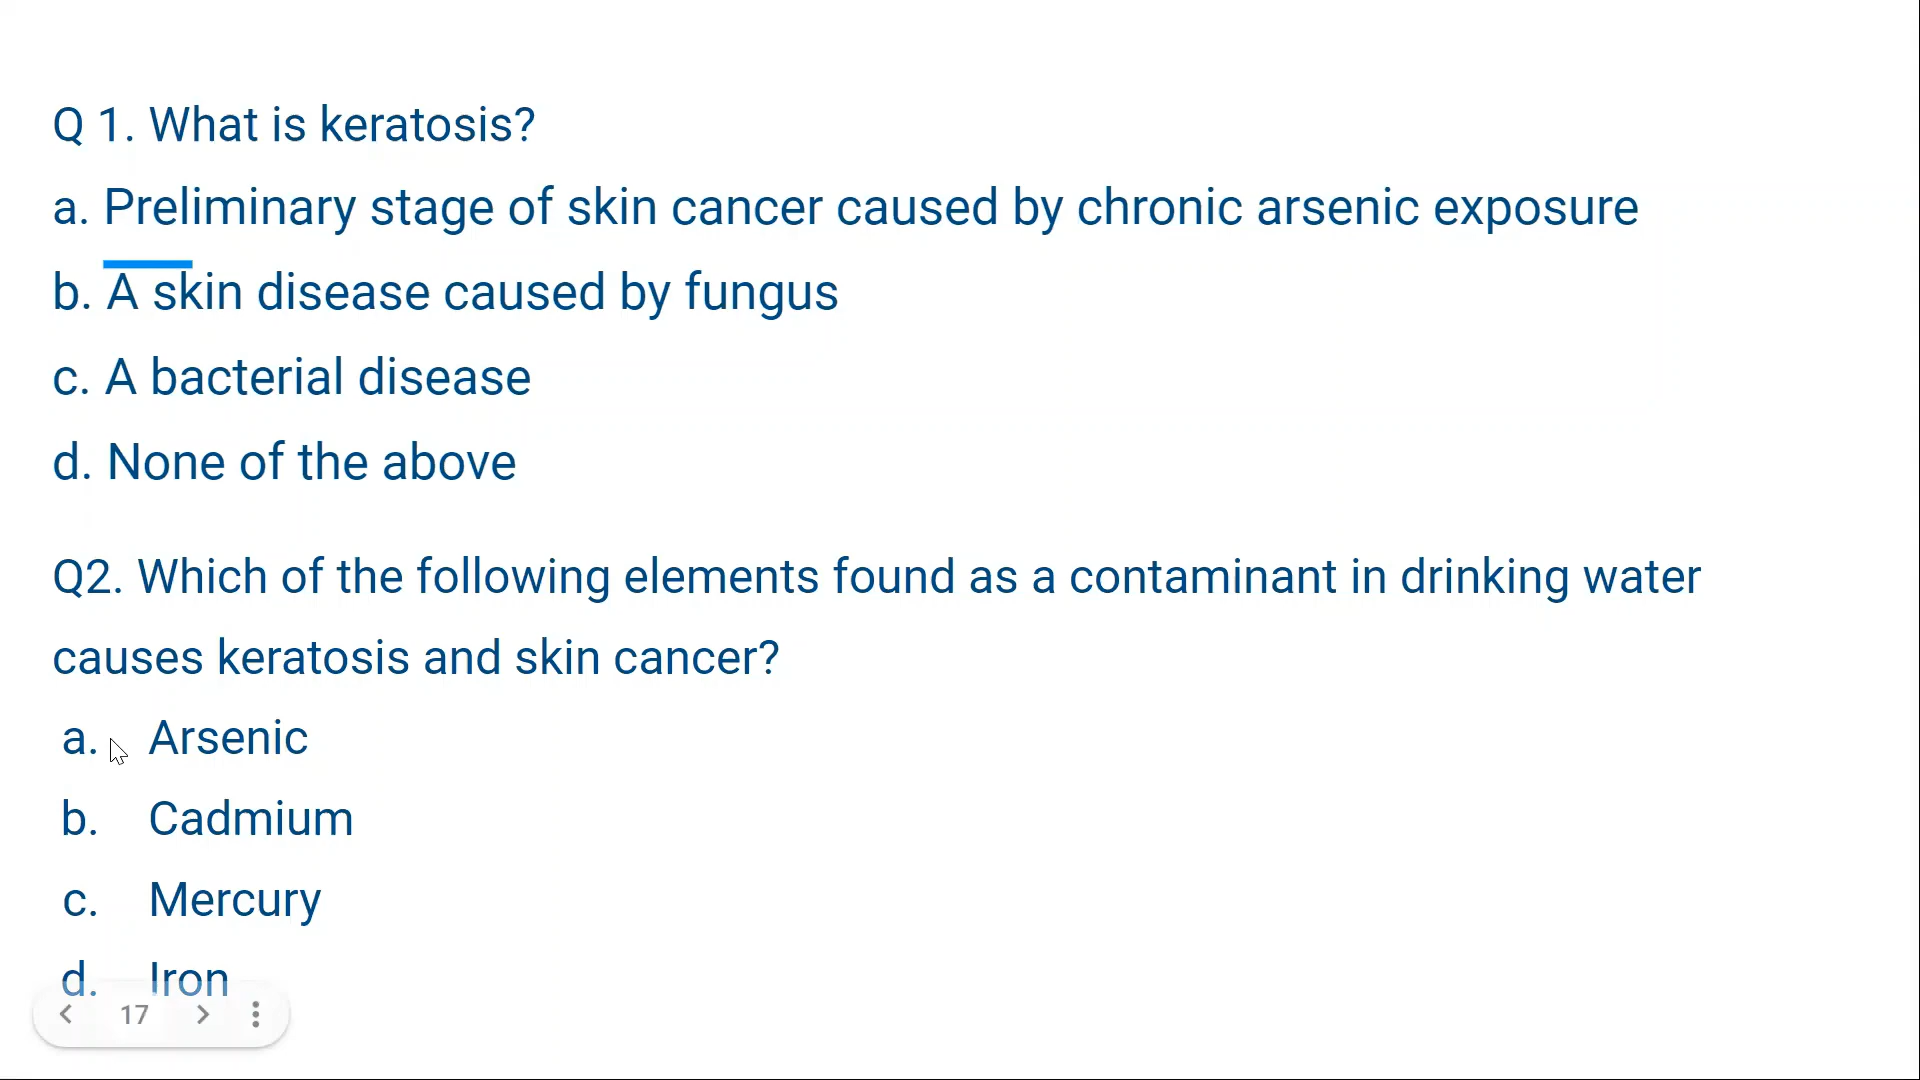 Q 1. What is keratosis?
a. Preliminary stage of skin cancer caused by chronic arsenic exposure
b. A skin disease caused by fungus
c. A bacterial disease
d. None of the above
Q2. Which of the following elements found as a contaminant in drinking water
causes keratosis and skin cancer?
a. Arsenic
b. Cadmium
c. Mercury
d. Iron
17